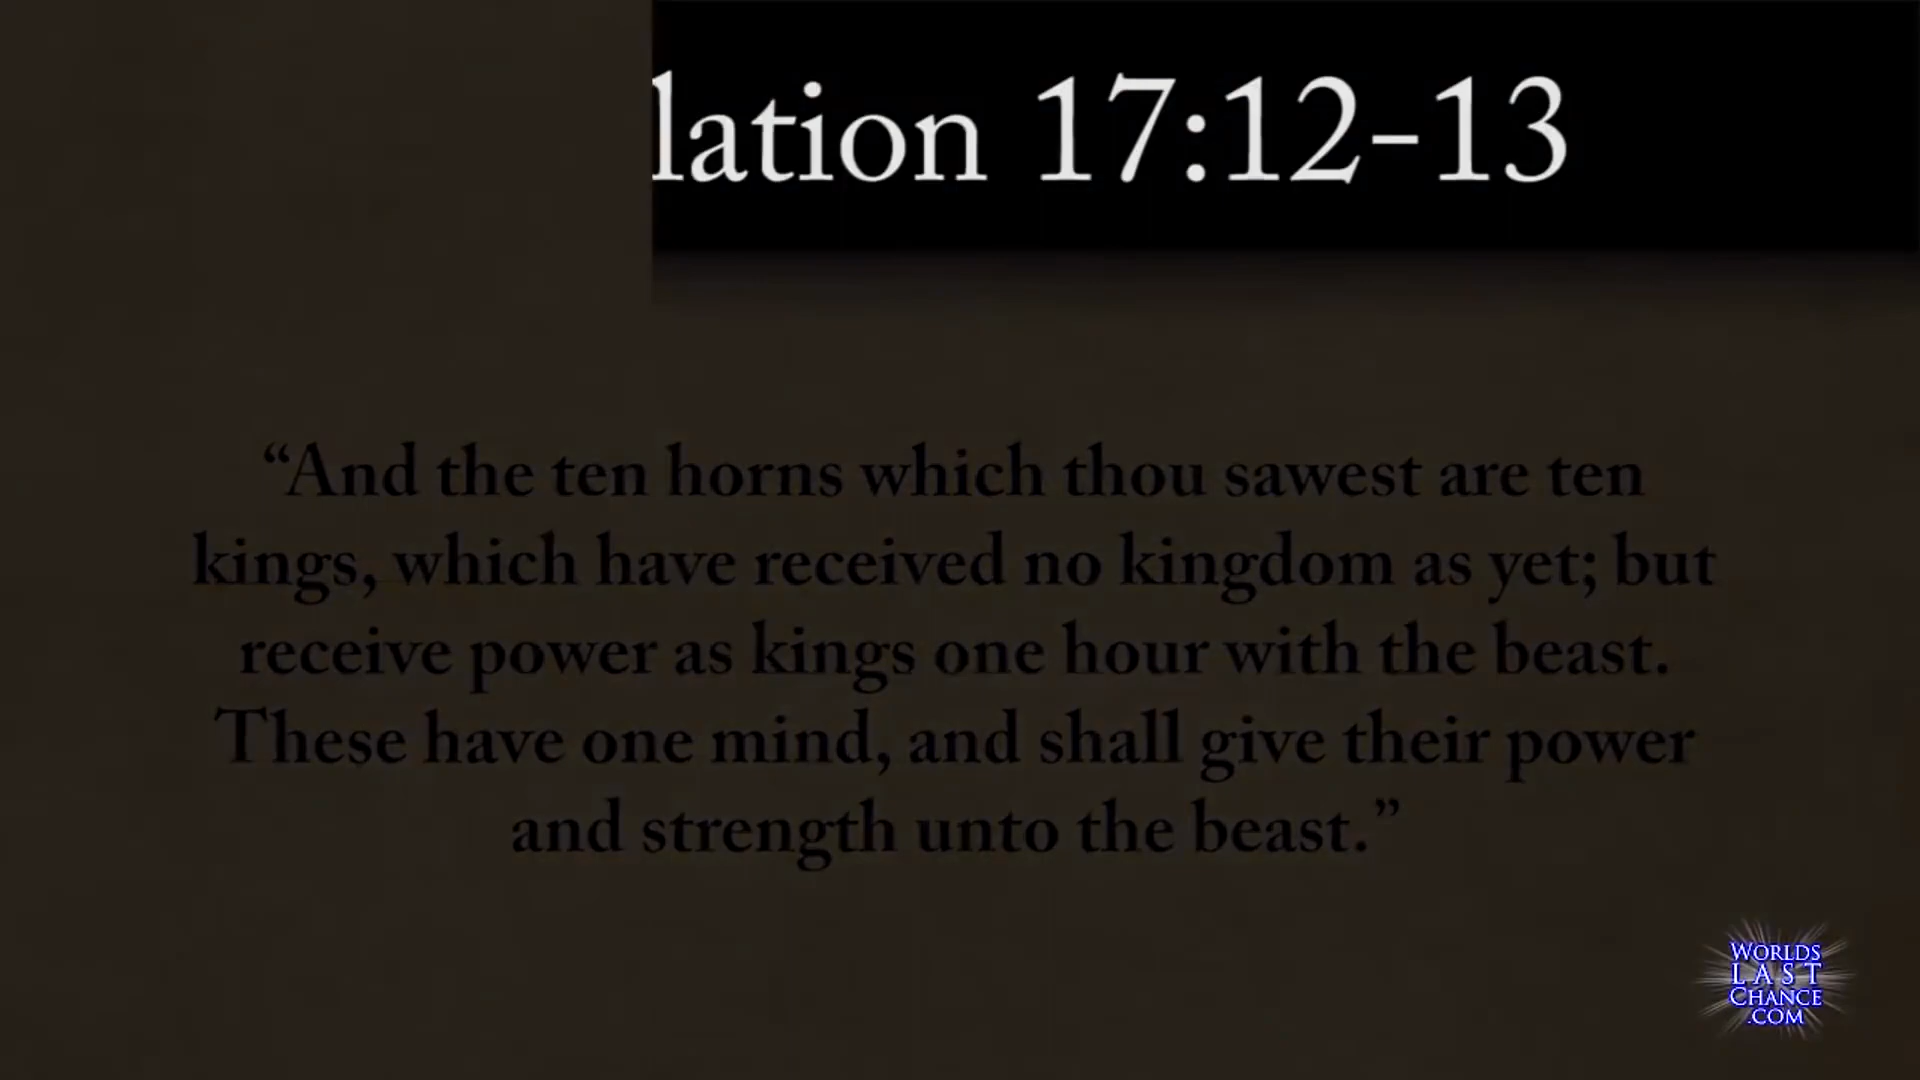 lation 17:12-13
“And the ten horns which thou sawest are ten
kings, which have received no kingdom as yet; but
receive power as kings one hour with the beast.
These have one mind, and shall give their power
and strength unto the beast.”
WORLDS
LAST
CHANCE
.COM